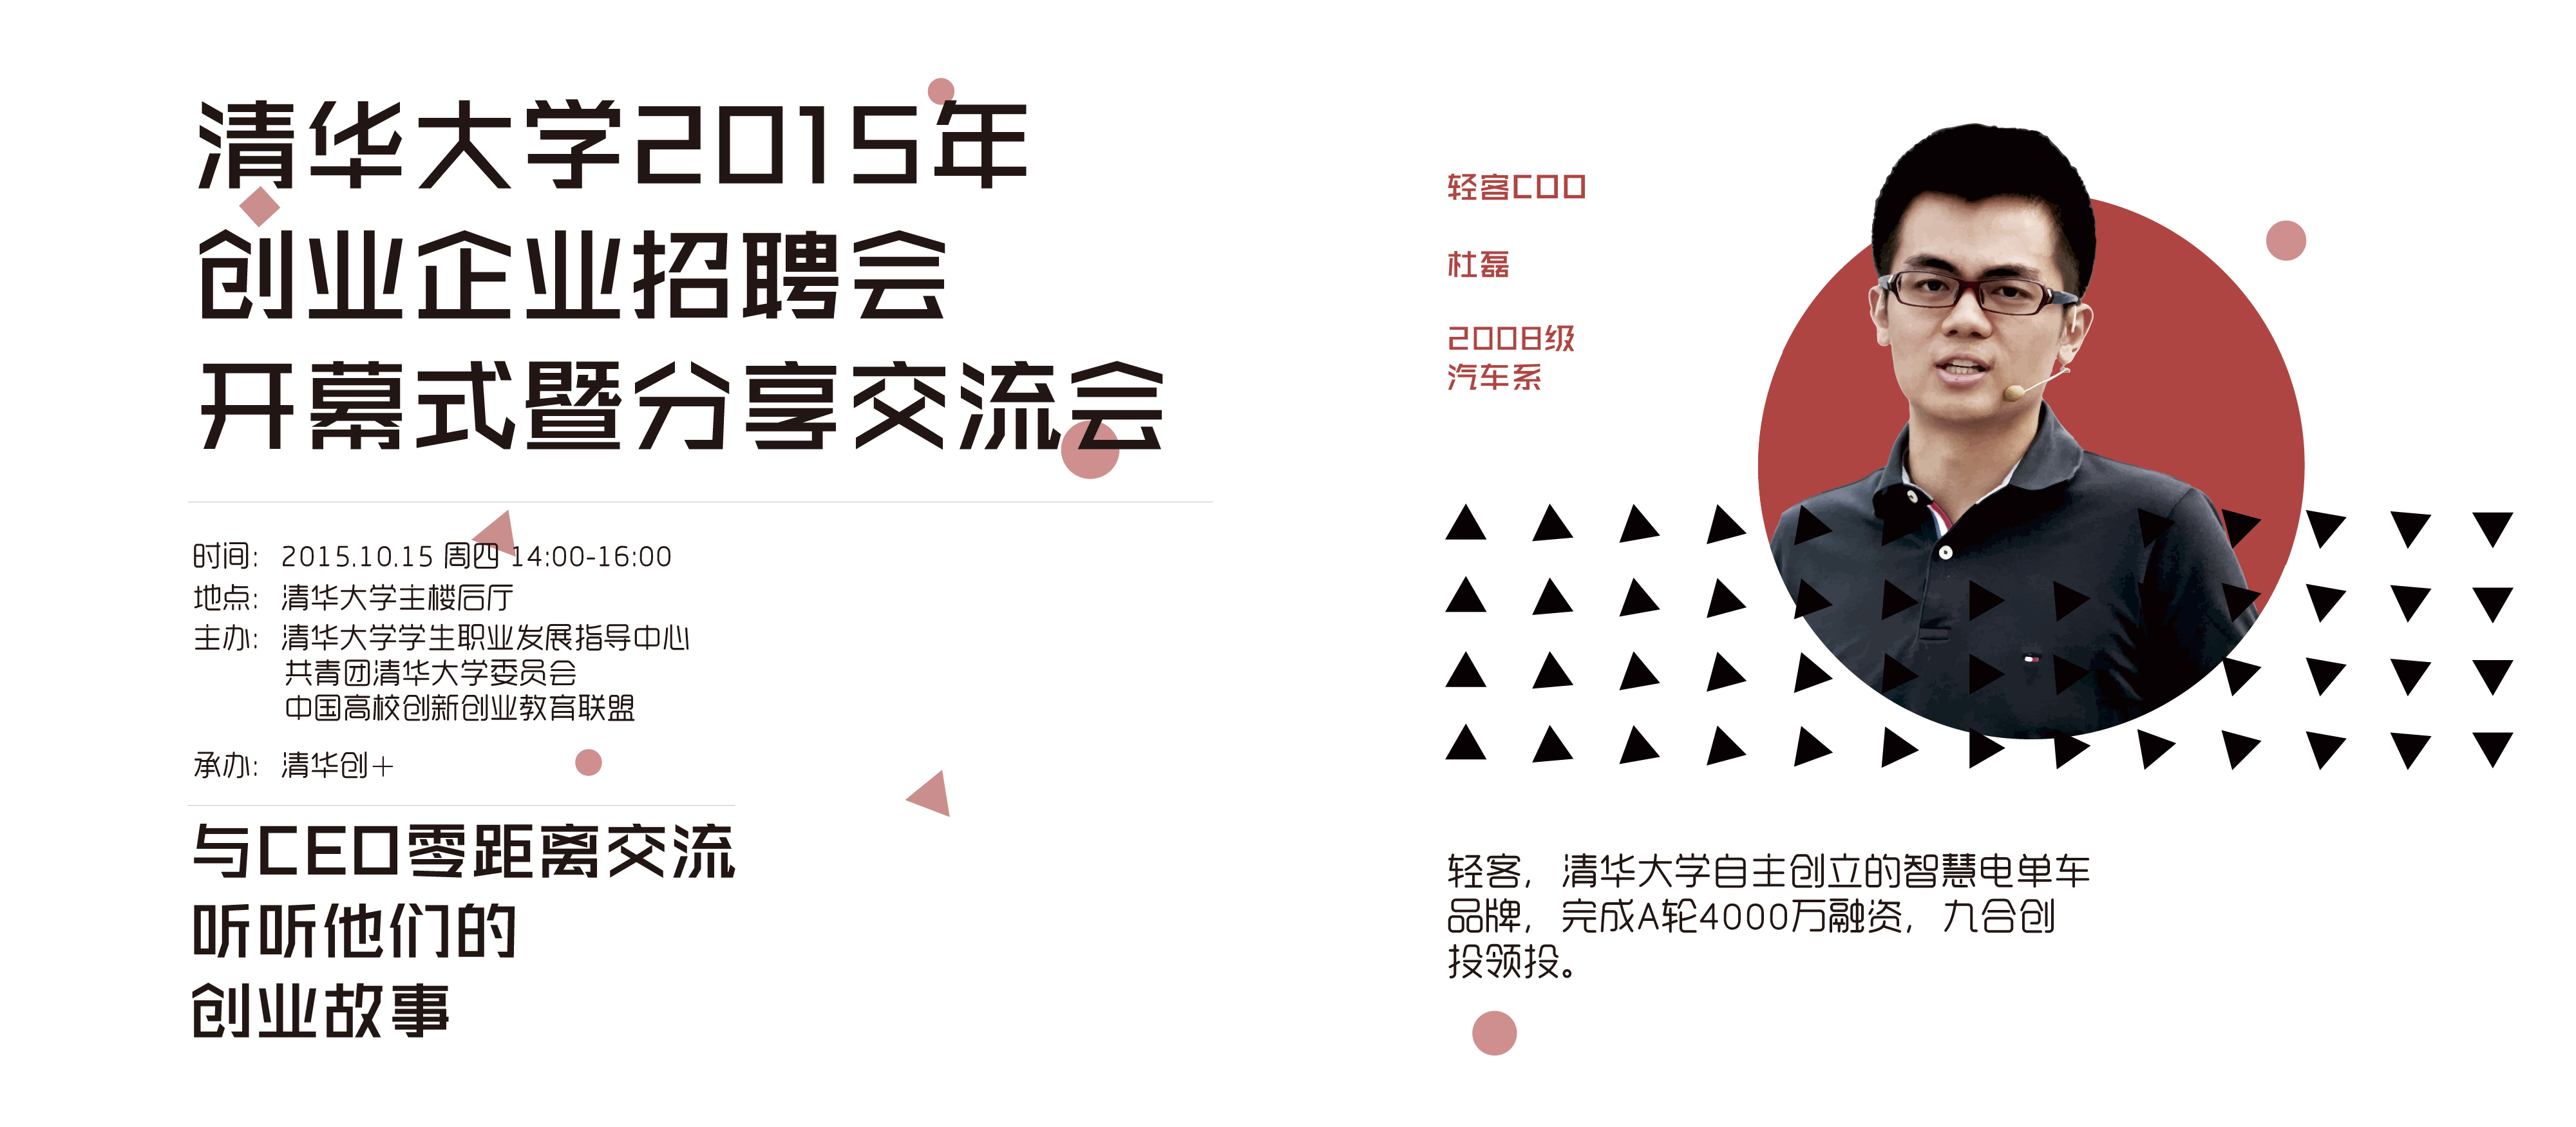 清华大学2015年
创业企业招聘会
开幕式暨分享交流会
时间: 2015.10.15 周四 14:00-16:00
地点: 清华大学主楼后厅
主办: 清华大学学生职业发展指导中心
共青团清华大学委员会
中国高校创新创业教育联盟
承办: 清华创+
与CEO零距离交流
听听他们的
创业故事
轻客COO
杜磊
2008级
汽车系
轻客，清华大学自主创立的智慧电单车
品牌，完成A轮4000万融资，九合创
投领投。